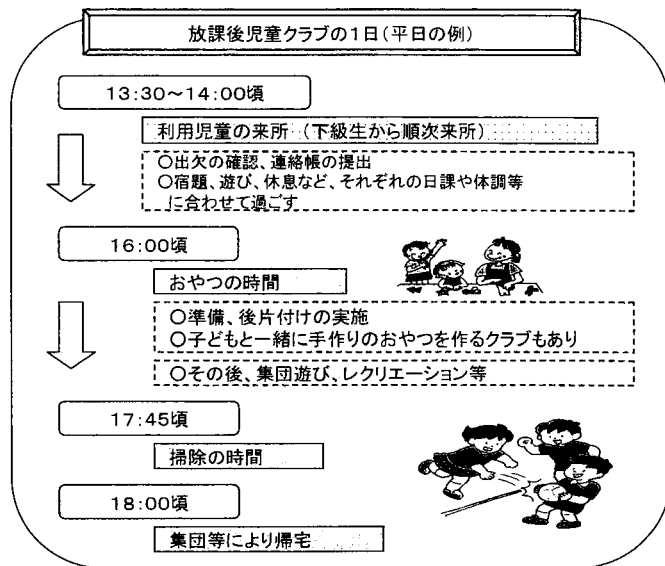 放課後児童クラブの1日(平日の例)
13:30～14:00頃
利用児童の来所 (下級生から順次来所)
○出欠の確認、連絡帳の提出
○宿題、遊び、休息など、それぞれの日課や体調等
に合わせて過ごす
16:00頃
おやつの時間
○準備、後片付けの実施
○子どもと一緒に手作りのおやつを作るクラブもあり
○その後、集団遊び、レクリエーション等
17:45頃
掃除の時間
18:00頃
集団等により帰宅